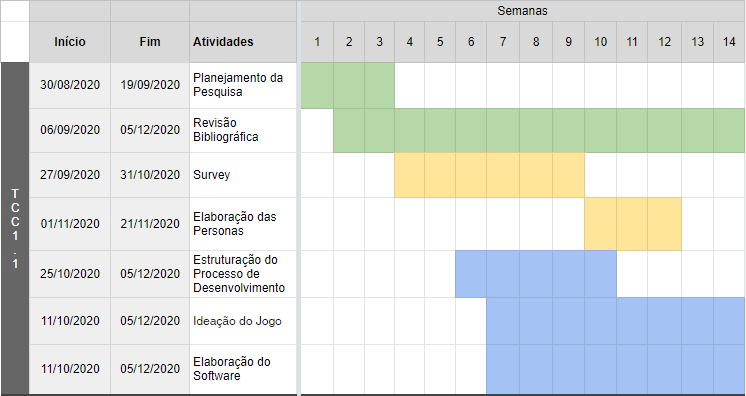 Semanas
Início Fim Atividades 1 2 3 4 5 6 7 8 9 10 11 12 13 14
TCC1.1
30/08/2020 19/09/2020 Planejamento da
Pesquisa
06/09/2020 05/12/2020 Revisão
Bibliográfica
27/09/2020 31/10/2020 Survey
01/11/2020 21/11/2020 Elaboração das
Personas
25/10/2020 05/12/2020 Estruturação do
Processo de
Desenvolvimento
11/10/2020 05/12/2020 Ideação do Jogo
11/10/2020 05/12/2020 Elaboração do
Software